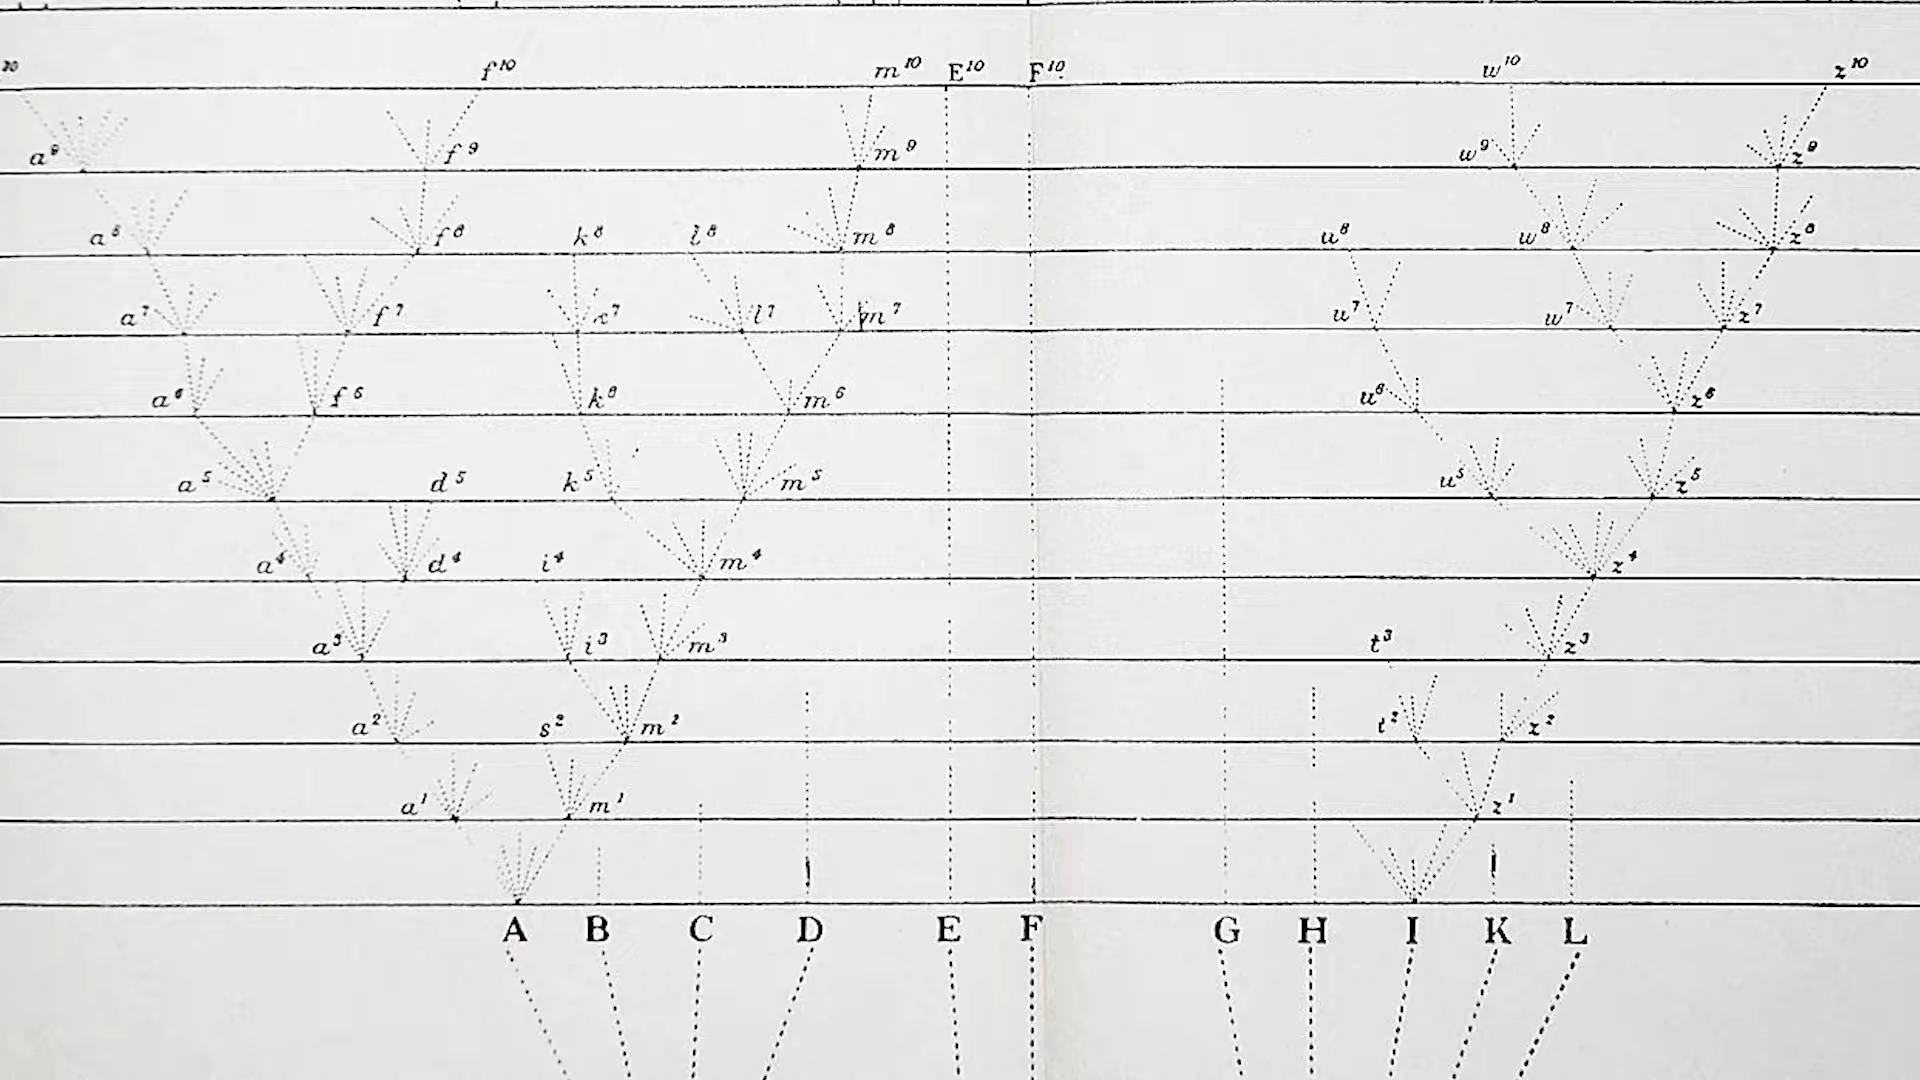 10 f10 m10 E10 F10 w10 z10
a9 f9 m9 w9 z9
a8 f8 k8 l8 m8 u8 w8 z8
a7 f7 k7 l7 m7 u7 w7 z7
a6 f6 k6 m6 u6 z6
a5 d5 k5 m5 u5 z5
a4 d4 i4 m4 z4
a3 i3 m3 t3 z3
a2 s2 m2 t2 z2
a1 m1 z1
A B C D E F G H I K L